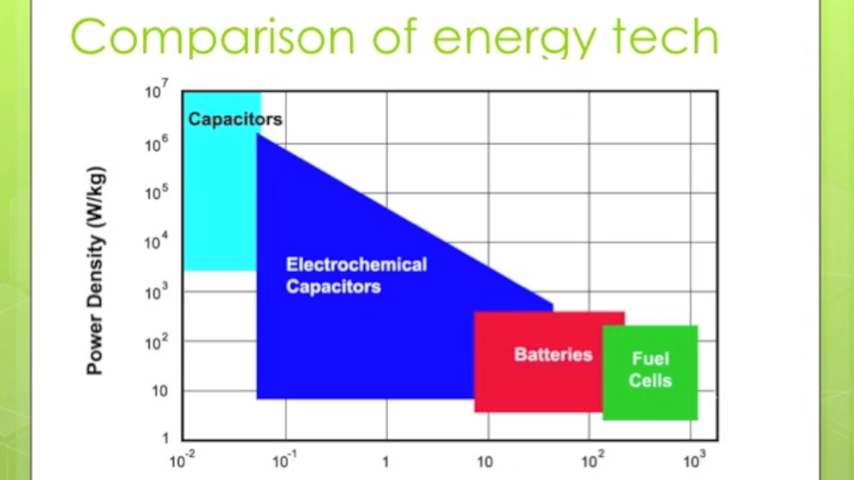 Comparison of energy tech
10⁷
Capacitors
10⁶
10⁵
10⁴
Electrochemical
Capacitors
10³
10²
Batteries
Fuel
Cells
10
1
Power Density (W/kg)
10⁻² 10⁻¹ 1 10 10² 10³